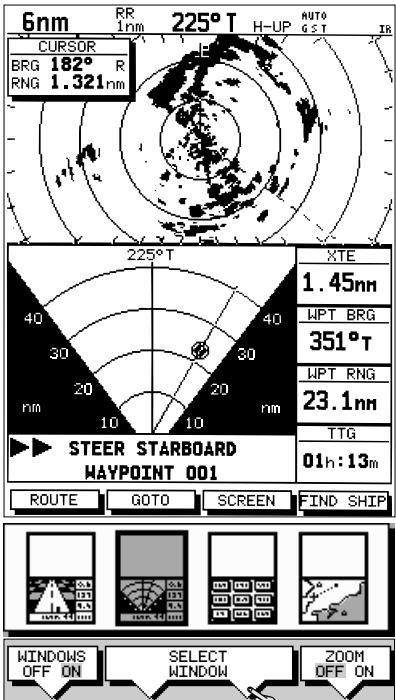 6nm RR 1nm 225°T H-UP AUTO GST IR
CURSOR
BRG 182° R
RNG 1.321nm
225°T
40 40
30 30
20 20
nm nm
10 10
XTE
1.45nm
WPT BRG
351°T
WPT RNG
23.1nm
TTG
01h:13m
STEER STARBOARD
WAYPOINT 001
ROUTE GOTO SCREEN FIND SHIP
WINDOWS
OFF ON
SELECT
WINDOW
ZOOM
OFF ON